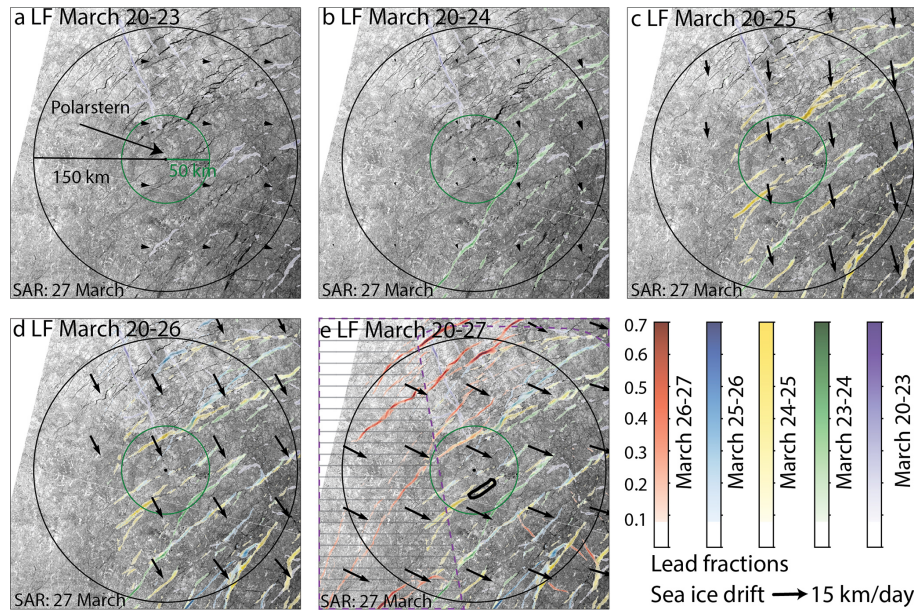 a LF March 20-23
Polarstern
150 km
50 km
SAR: 27 March
b LF March 20-24
SAR: 27 March
c LF March 20-25
SAR: 27 March
d LF March 20-26
SAR: 27 March
e LF March 20-27
SAR: 27 March
0.7
0.6
0.5
0.4
0.3
0.2
0.1
March 26-27
March 25-26
March 24-25
March 23-24
March 20-23
Lead fractions
Sea ice drift
15 km/day